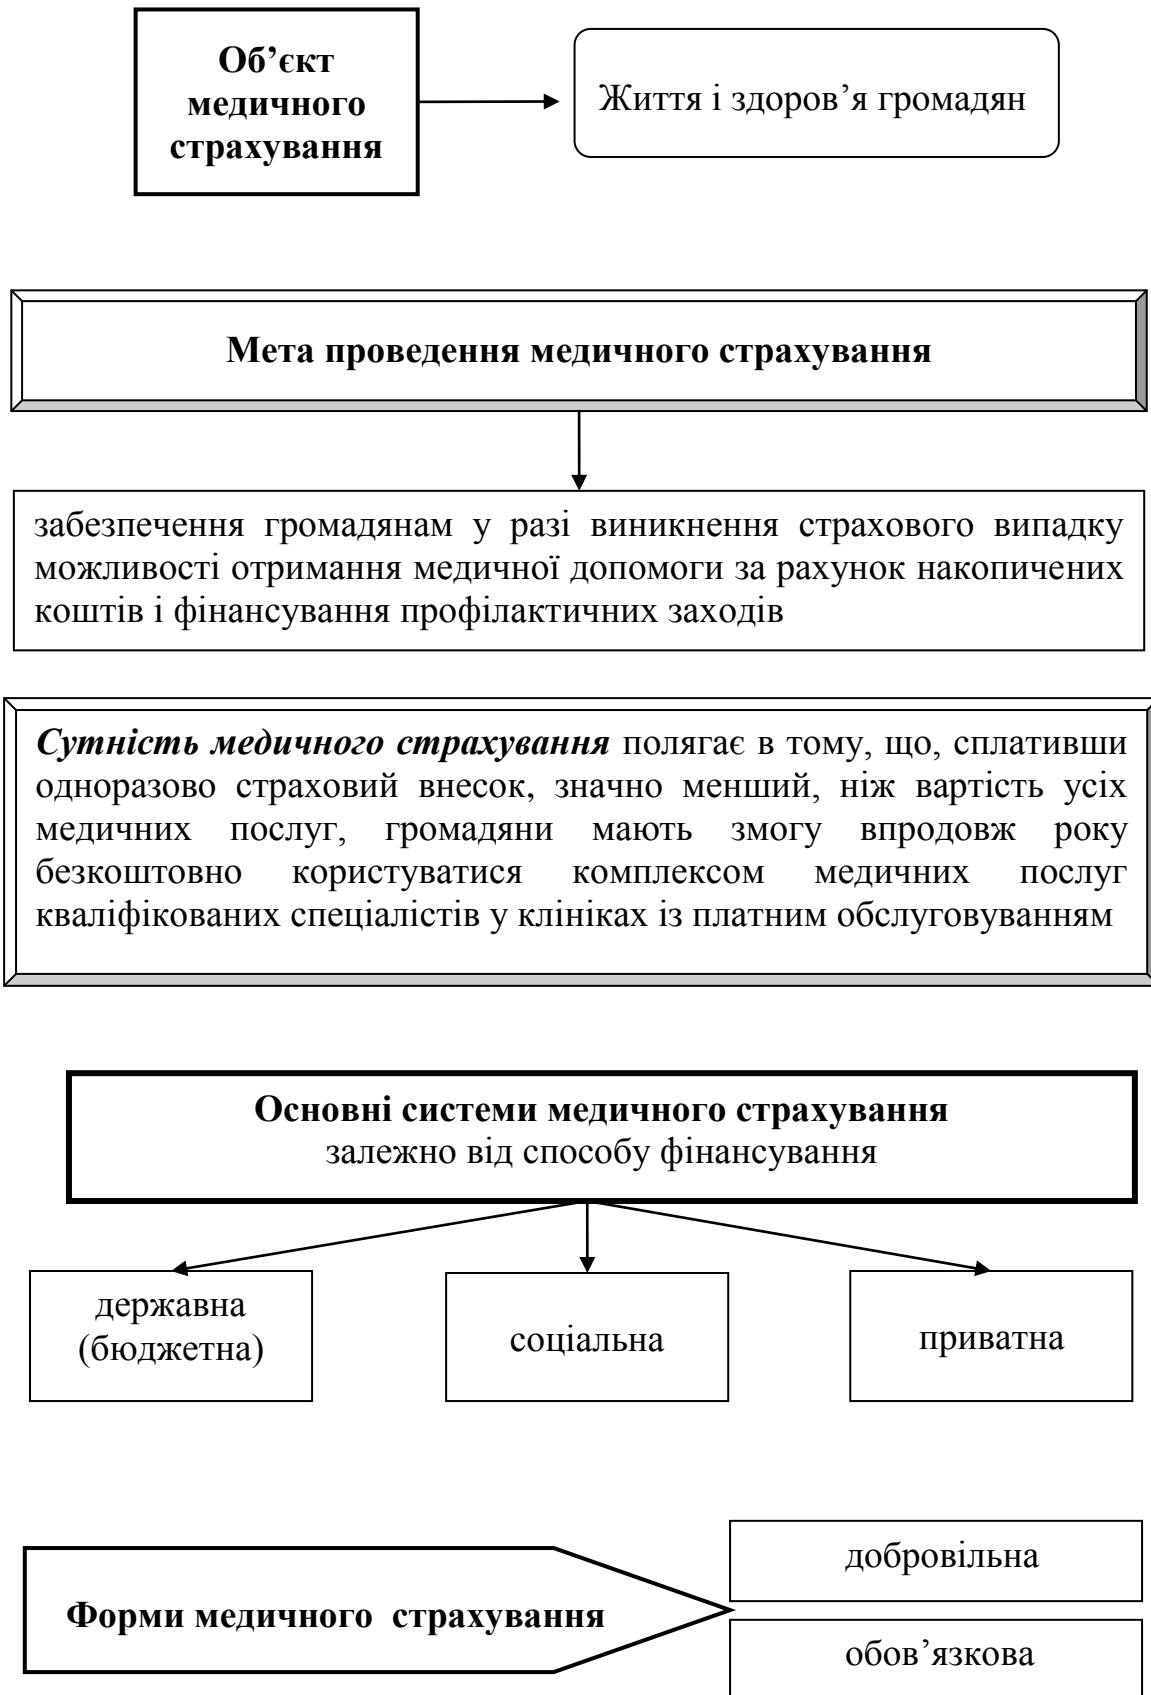 Об’єкт
медичного
страхування
Життя і здоров’я громадян
Мета проведення медичного страхування
забезпечення громадянам у разі виникнення страхового випадку
можливості отримання медичної допомоги за рахунок накопичених
коштів і фінансування профілактичних заходів
Сутність медичного страхування полягає в тому, що, сплативши
одноразово страховий внесок, значно менший, ніж вартість усіх
медичних послуг, громадяни мають змогу впродовж року
безкоштовно користуватися комплексом медичних послуг
кваліфікованих спеціалістів у клініках із платним обслуговуванням
Основні системи медичного страхування
залежно від способу фінансування
державна
(бюджетна)
соціальна
приватна
Форми медичного страхування
добровільна
обов’язкова